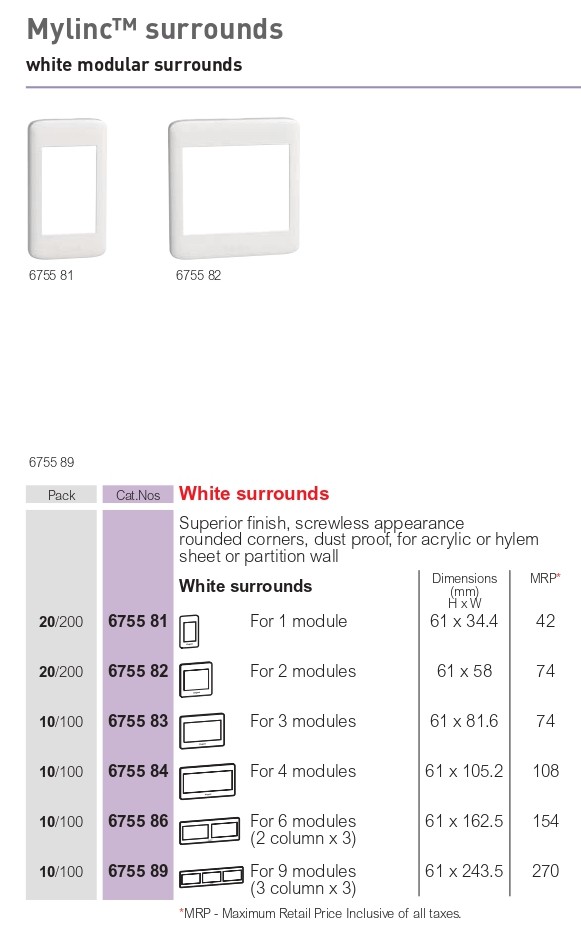 Mylinc™ surrounds
white modular surrounds
6755 81
6755 82
6755 89
Pack Cat.Nos White surrounds
Superior finish, screwless appearance
rounded corners, dust proof, for acrylic or hylem
sheet or partition wall
White surrounds Dimensions (mm) H x W MRP*
20/200 6755 81 For 1 module 61 x 34.4 42
20/200 6755 82 For 2 modules 61 x 58 74
10/100 6755 83 For 3 modules 61 x 81.6 74
10/100 6755 84 For 4 modules 61 x 105.2 108
10/100 6755 86 For 6 modules 61 x 162.5 154
(2 column x 3)
10/100 6755 89 For 9 modules 61 x 243.5 270
(3 column x 3)
*MRP - Maximum Retail Price Inclusive of all taxes.